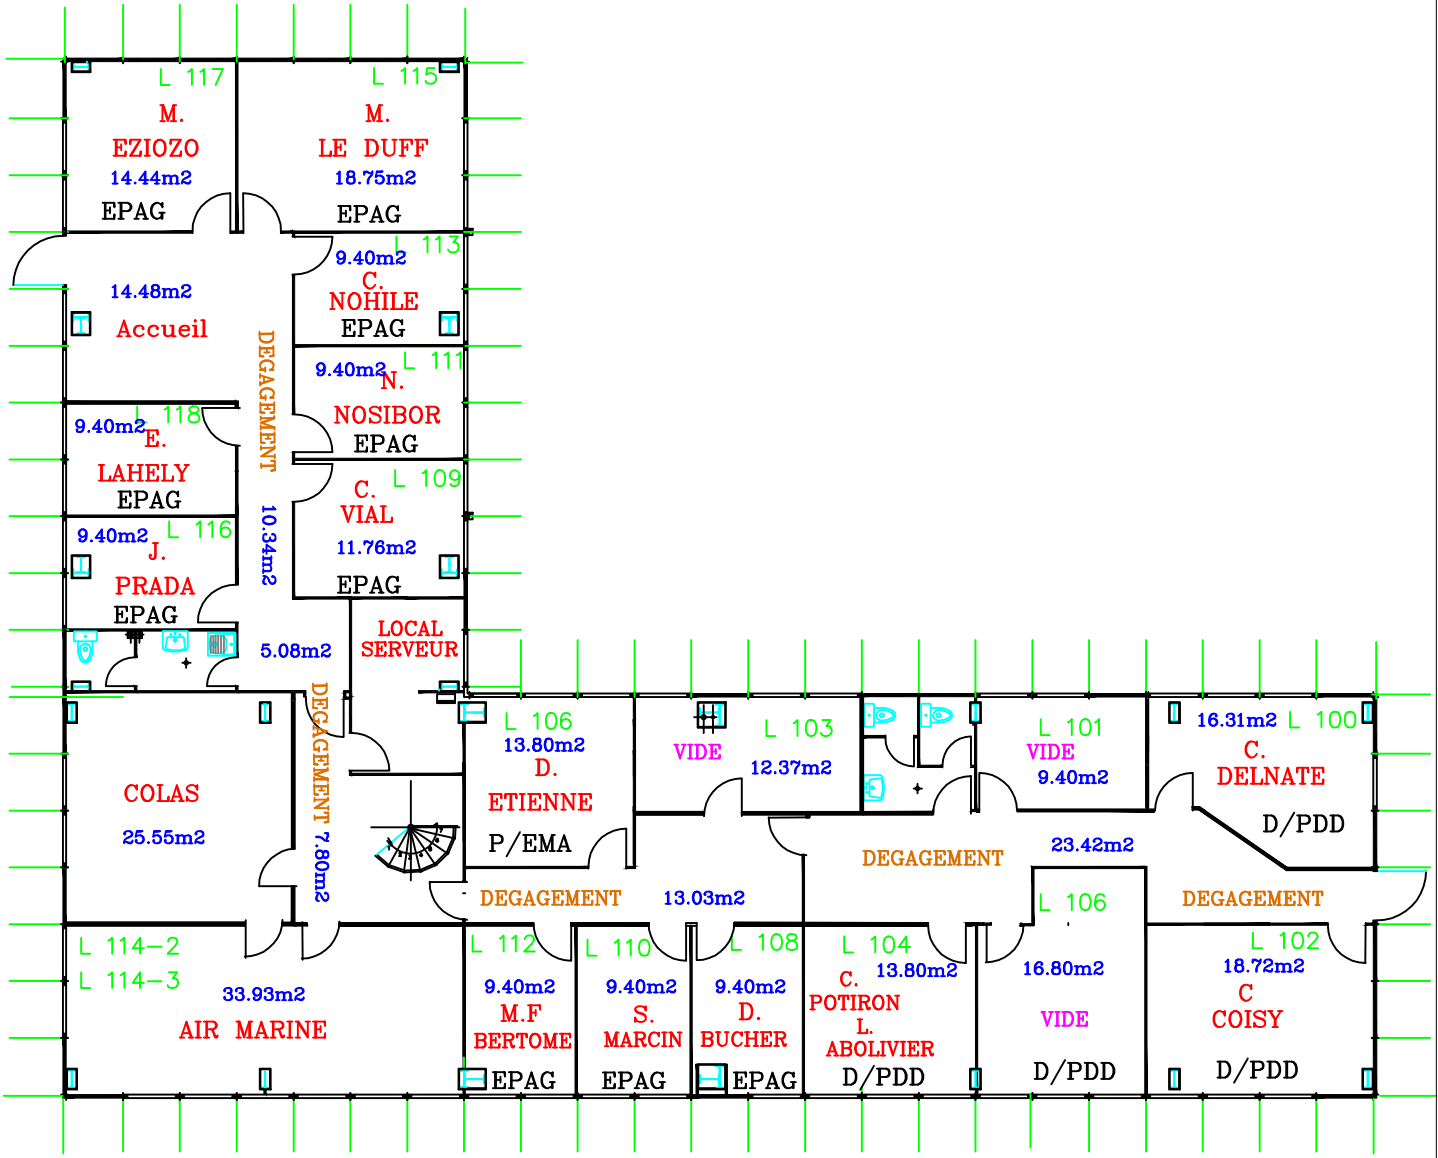 L 117
M.
EZIOZO
14.44m2
EPAG
L 115
M.
LE DUFF
18.75m2
EPAG
14.48m2
Accueil
L 113
9.40m2
C.
NOHILE
EPAG
DEGAGEMENT
10.34m2
L 111
9.40m2
N.
NOSIBOR
EPAG
L 118
9.40m2
E.
LAHELY
EPAG
L 109
C.
VIAL
11.76m2
EPAG
L 116
9.40m2
J.
PRADA
EPAG
5.08m2
LOCAL
SERVEUR
DEGAGEMENT
7.80m2
COLAS
25.55m2
L 106
13.80m2
D.
ETIENNE
P/EMA
L 103
VIDE
12.37m2
L 101
VIDE
9.40m2
16.31m2
L 100
C.
DELNATE
D/PDD
DEGAGEMENT
13.03m2
DEGAGEMENT
23.42m2
DEGAGEMENT
L 114-2
L 114-3
33.93m2
AIR MARINE
L 112
9.40m2
M.F
BERTOME
EPAG
L 110
9.40m2
S.
MARCIN
EPAG
L 108
9.40m2
D.
BUCHER
EPAG
L 104
13.80m2
C.
POTIRON
L.
ABOLIVIER
D/PDD
L 106
16.80m2
VIDE
D/PDD
L 102
18.72m2
C
COISY
D/PDD